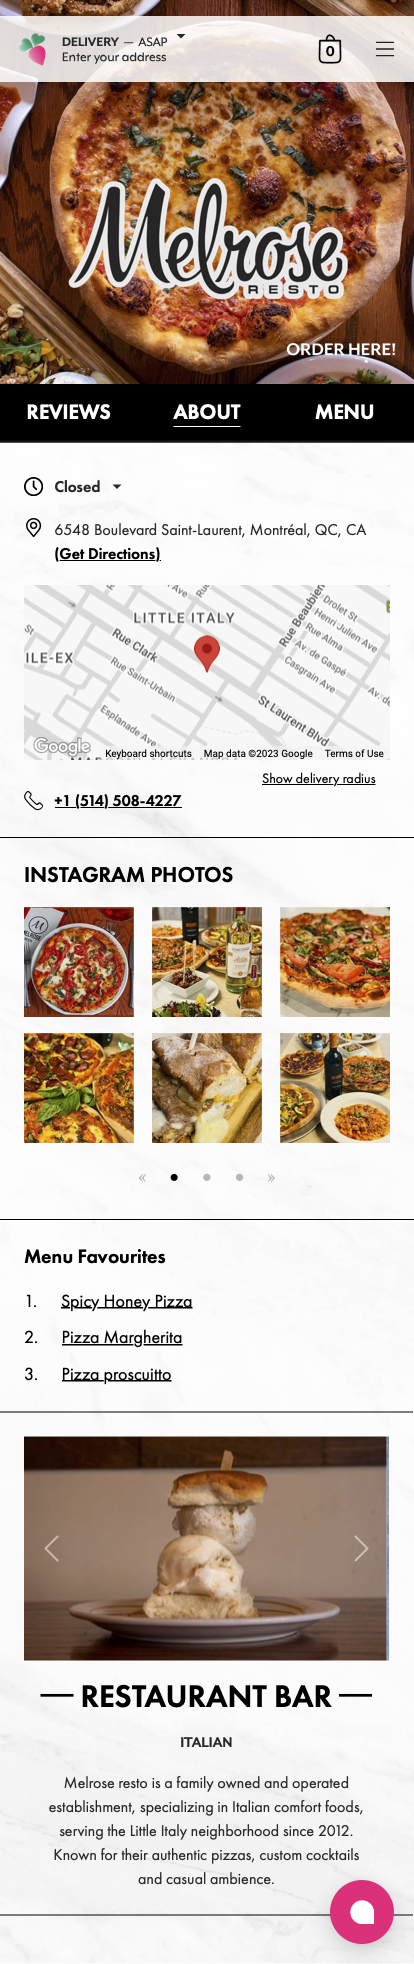 DELIVERY — ASAP
Enter your address
0
Melrose
RESTO
ORDER HERE!
REVIEWS ABOUT MENU
Closed
6548 Boulevard Saint-Laurent, Montréal, QC, CA
(Get Directions)
LITTLE ITALY
ILE-EX
Rue Clark
Rue Saint-Urbain
Esplanade Ave
St Laurent Blvd
Rue Beaubien
Drolet St
Henri Julien Ave
Rue Alma
Av. de Gaspé
Casgrain Ave
Google
Keyboard shortcuts Map data ©2023 Google Terms of Use
Show delivery radius
+1 (514) 508-4227
INSTAGRAM PHOTOS
« »
Menu Favourites
1. Spicy Honey Pizza
2. Pizza Margherita
3. Pizza proscuitto
— RESTAURANT BAR —
ITALIAN
Melrose resto is a family owned and operated
establishment, specializing in Italian comfort foods,
serving the Little Italy neighborhood since 2012.
Known for their authentic pizzas, custom cocktails
and casual ambience.